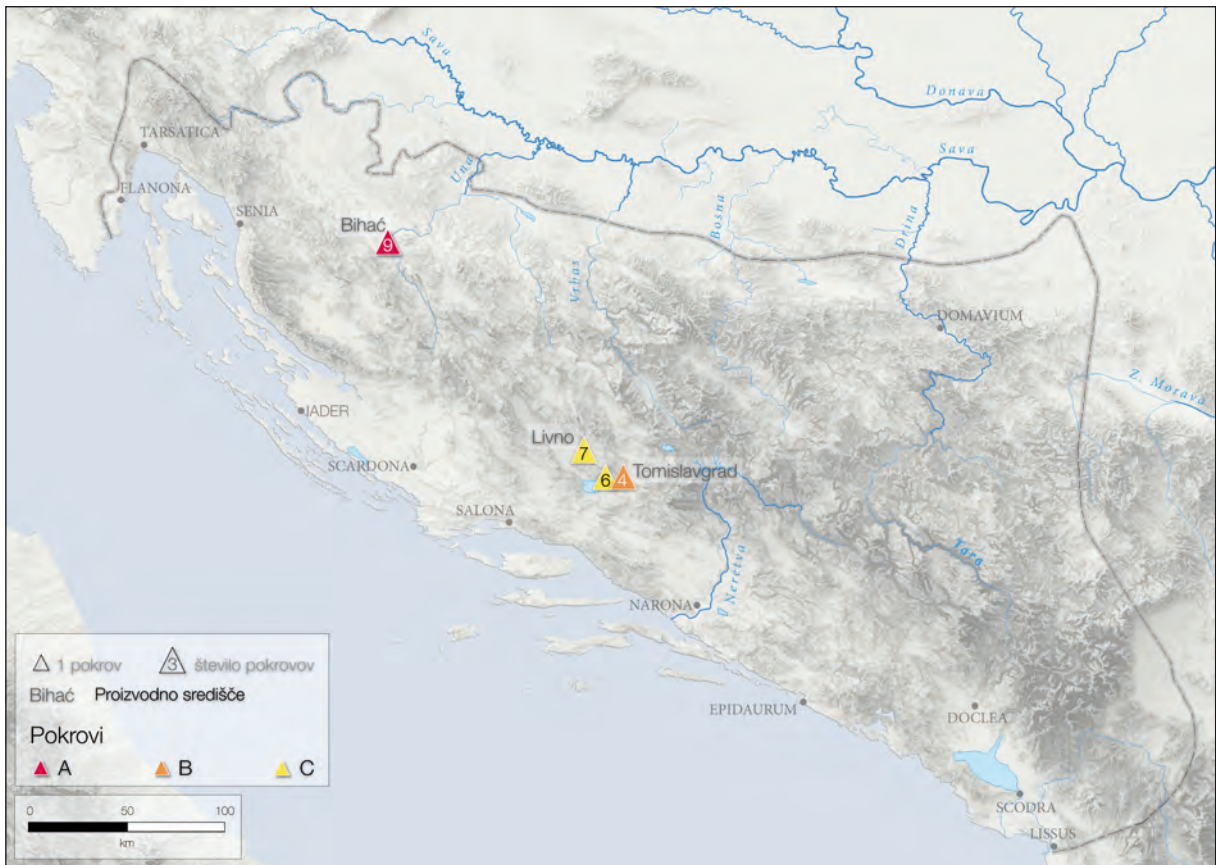 Sava
Donava
TARSATICA
Sava
Una
FLANONA
SENIA
Bihać
9
Bosna
Drina
Vrbas
DOMAVIUM
Z. Morava
IADER
Livno
7
SCARDONA
6
4
Tomislavgrad
SALONA
Tara
Neretva
NARONA
1 pokrov
3
število pokrovov
Bihać
Proizvodno središče
Pokrovi
A
B
C
EPIDAURUM
DOCLEA
0
50
100
km
SCODRA
LISSUS